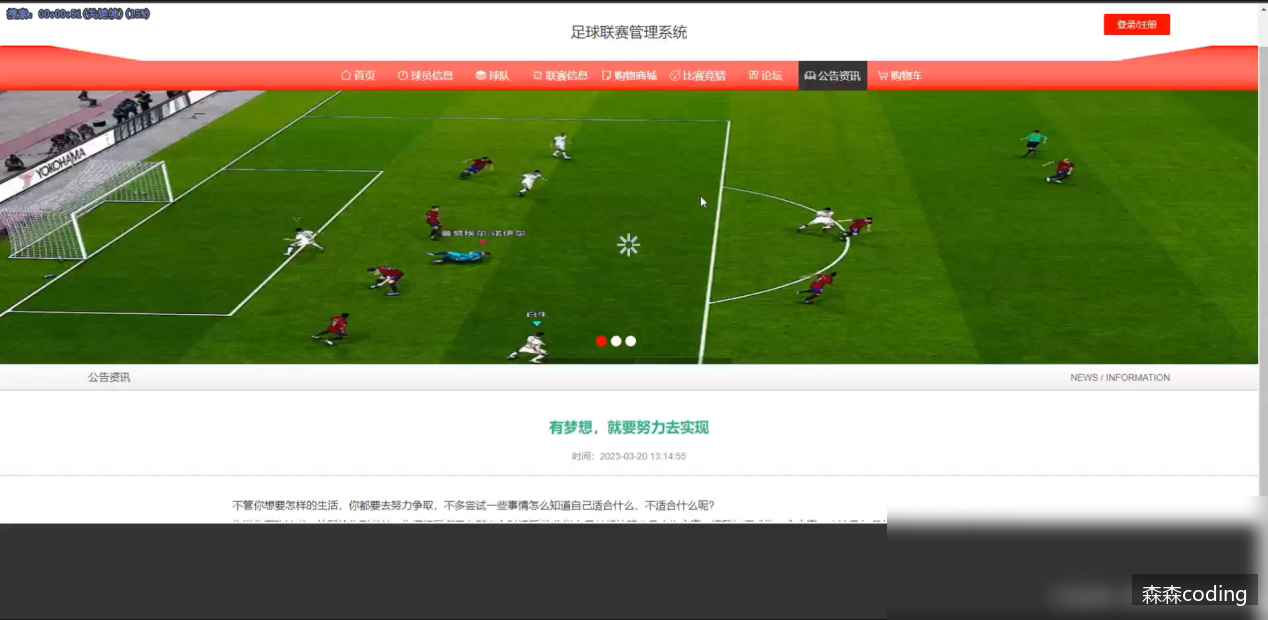 搜索: 00:00:51(关键帧)(15%)
足球联赛管理系统
登录/注册
首页 球员信息 球队 联赛信息 购物商城 比赛竞猜 论坛 公告资讯 购物车
YOKOHAMA
公告资讯
NEWS / INFORMATION
有梦想，就要努力去实现
时间：2023-03-20 13:14:55
不管你想要怎样的生活，你都要去努力争取，不多尝试一些事情怎么知道自己适合什么、不适合什么呢？
森森coding